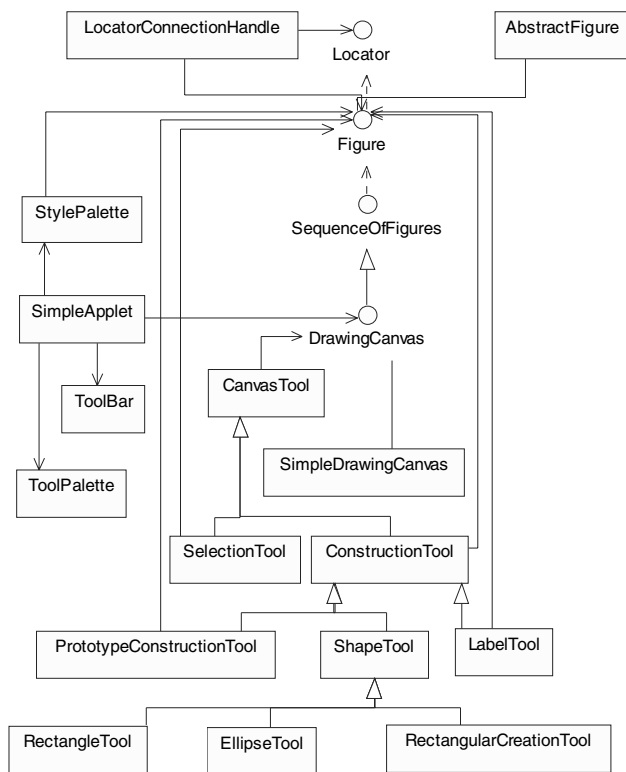 LocatorConnectionHandle
AbstractFigure
Locator
Figure
StylePalette
SequenceOfFigures
SimpleApplet
DrawingCanvas
CanvasTool
ToolBar
SimpleDrawingCanvas
ToolPalette
SelectionTool
ConstructionTool
PrototypeConstructionTool
ShapeTool
LabelTool
RectangleTool
EllipseTool
RectangularCreationTool